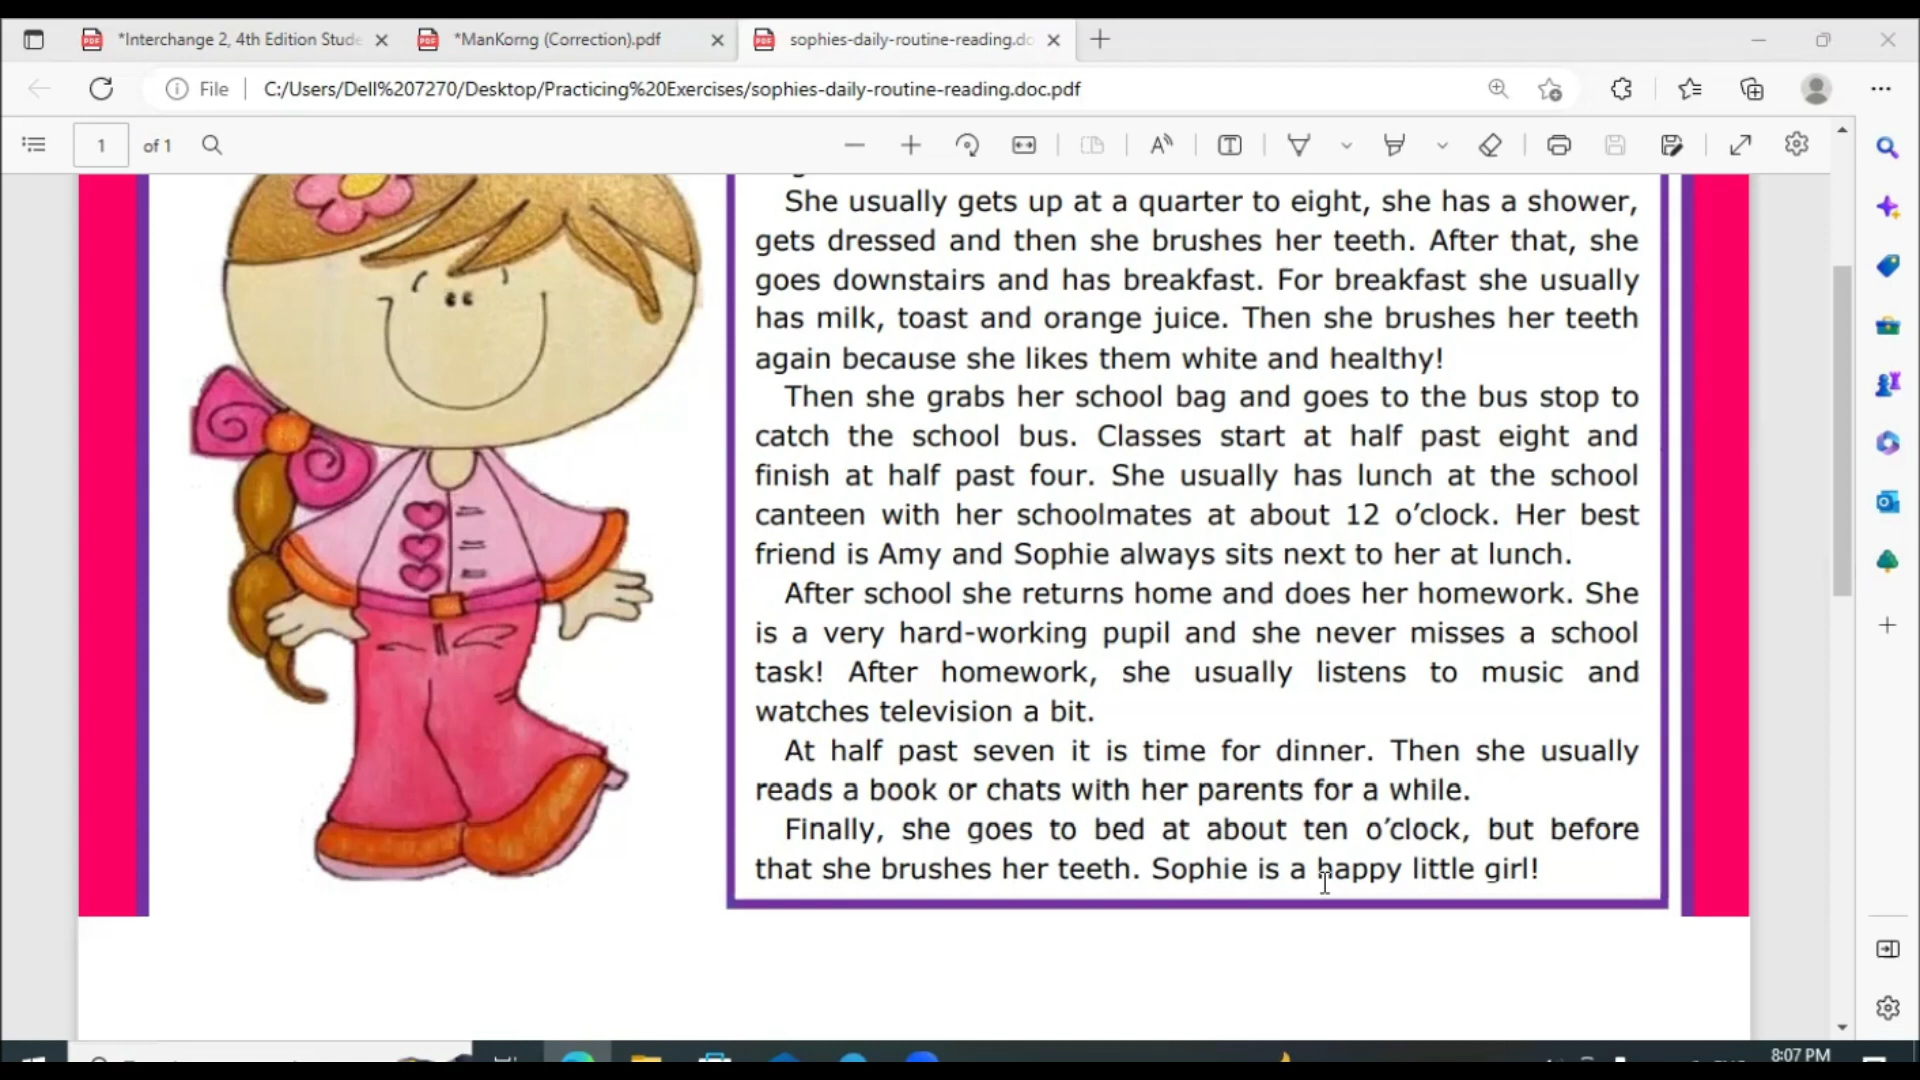 *Interchange 2, 4th Edition Stude
*ManKorng (Correction).pdf
sophies-daily-routine-reading.do
File
C:/Users/Dell%207270/Desktop/Practicing%20Exercises/sophies-daily-routine-reading.doc.pdf
1 of 1
She usually gets up at a quarter to eight, she has a shower,
gets dressed and then she brushes her teeth. After that, she
goes downstairs and has breakfast. For breakfast she usually
has milk, toast and orange juice. Then she brushes her teeth
again because she likes them white and healthy!
Then she grabs her school bag and goes to the bus stop to
catch the school bus. Classes start at half past eight and
finish at half past four. She usually has lunch at the school
canteen with her schoolmates at about 12 o’clock. Her best
friend is Amy and Sophie always sits next to her at lunch.
After school she returns home and does her homework. She
is a very hard-working pupil and she never misses a school
task! After homework, she usually listens to music and
watches television a bit.
At half past seven it is time for dinner. Then she usually
reads a book or chats with her parents for a while.
Finally, she goes to bed at about ten o’clock, but before
that she brushes her teeth. Sophie is a happy little girl!
8:07 PM